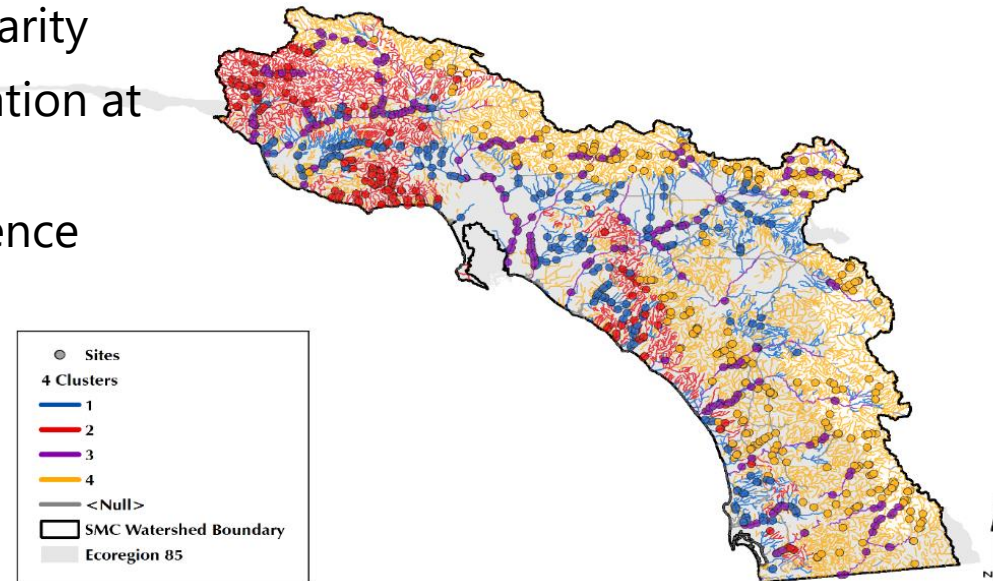 arity
ation at
ence
Sites
4 Clusters
1
2
3
4
<Null>
SMC Watershed Boundary
Ecoregion 85